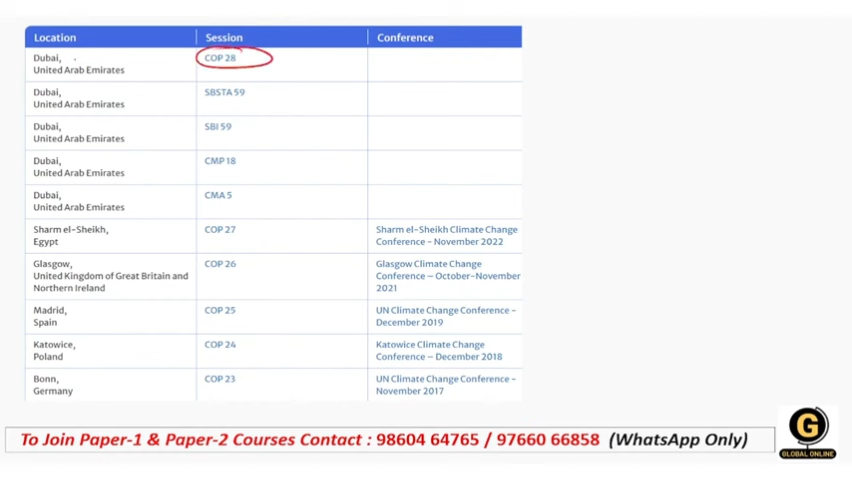 Location Session Conference
Dubai, COP 28
United Arab Emirates
Dubai, SBSTA 59
United Arab Emirates
Dubai, SBI 59
United Arab Emirates
Dubai, CMP 18
United Arab Emirates
Dubai, CMA 5
United Arab Emirates
Sharm el-Sheikh, COP 27 Sharm el-Sheikh Climate Change
Egypt Conference - November 2022
Glasgow, COP 26 Glasgow Climate Change
United Kingdom of Great Britain and Conference – October-November
Northern Ireland 2021
Madrid, COP 25 UN Climate Change Conference -
Spain December 2019
Katowice, COP 24 Katowice Climate Change
Poland Conference – December 2018
Bonn, COP 23 UN Climate Change Conference -
Germany November 2017
To Join Paper-1 & Paper-2 Courses Contact : 98604 64765 / 97660 66858 (WhatsApp Only)
G
GLOBAL ONLINE